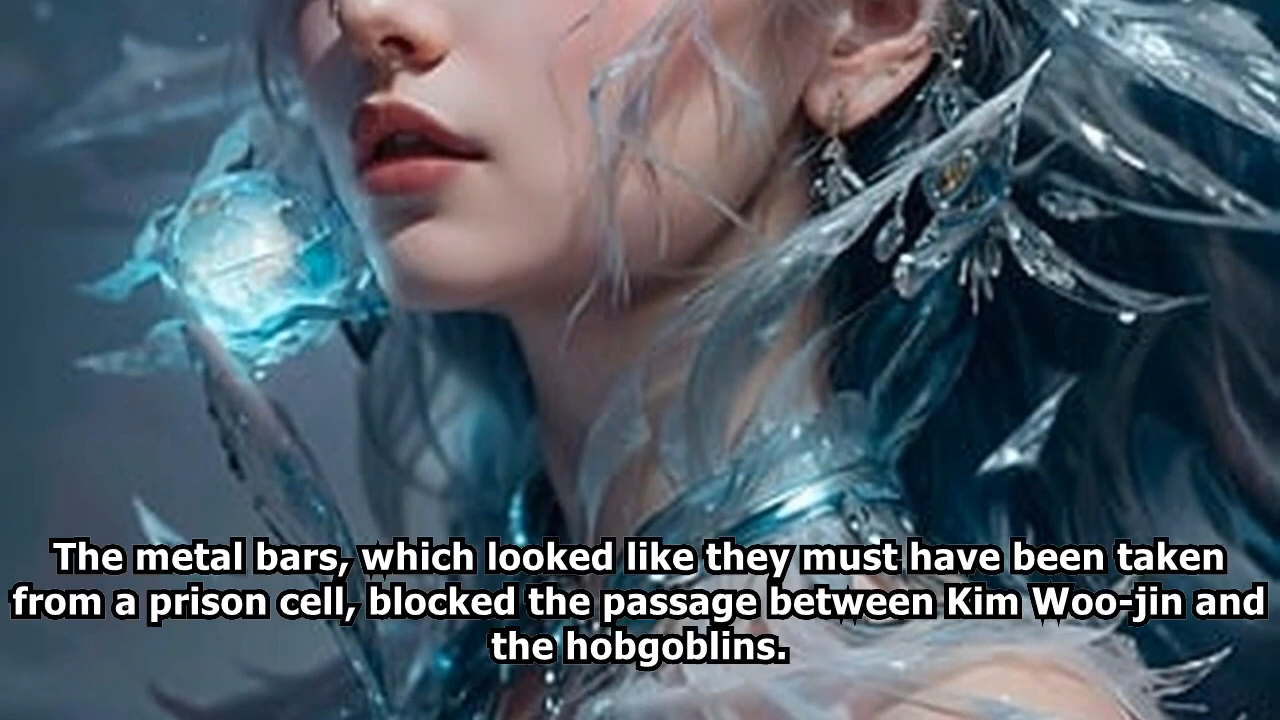 The metal bars, which looked like they must have been taken
from a prison cell, blocked the passage between Kim Woo-jin and
the hobgoblins.